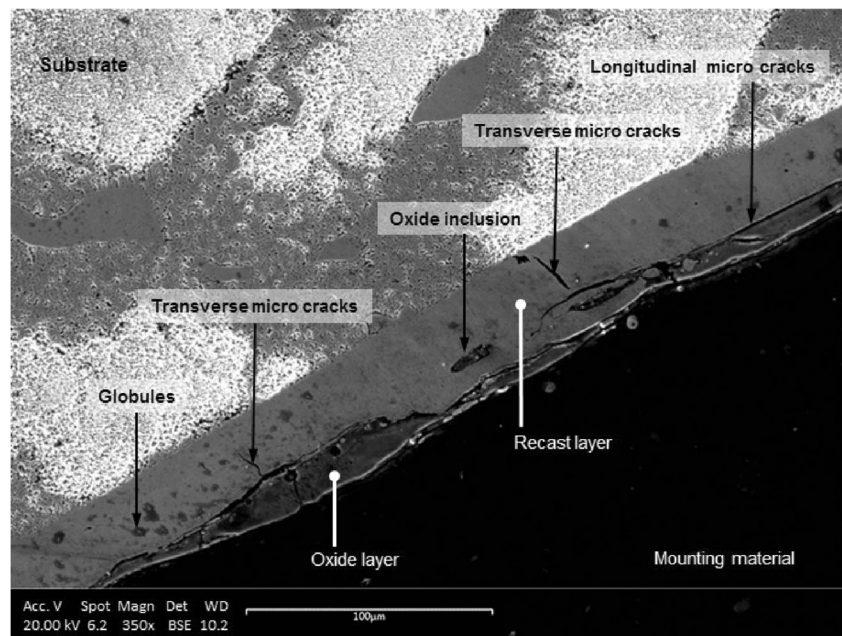 Substrate
Longitudinal micro cracks
Transverse micro cracks
Oxide inclusion
Transverse micro cracks
Globules
Recast layer
Oxide layer
Mounting material
Acc. V Spot Magn Det WD
20.00 kV 6.2 350x BSE 10.2
100µm